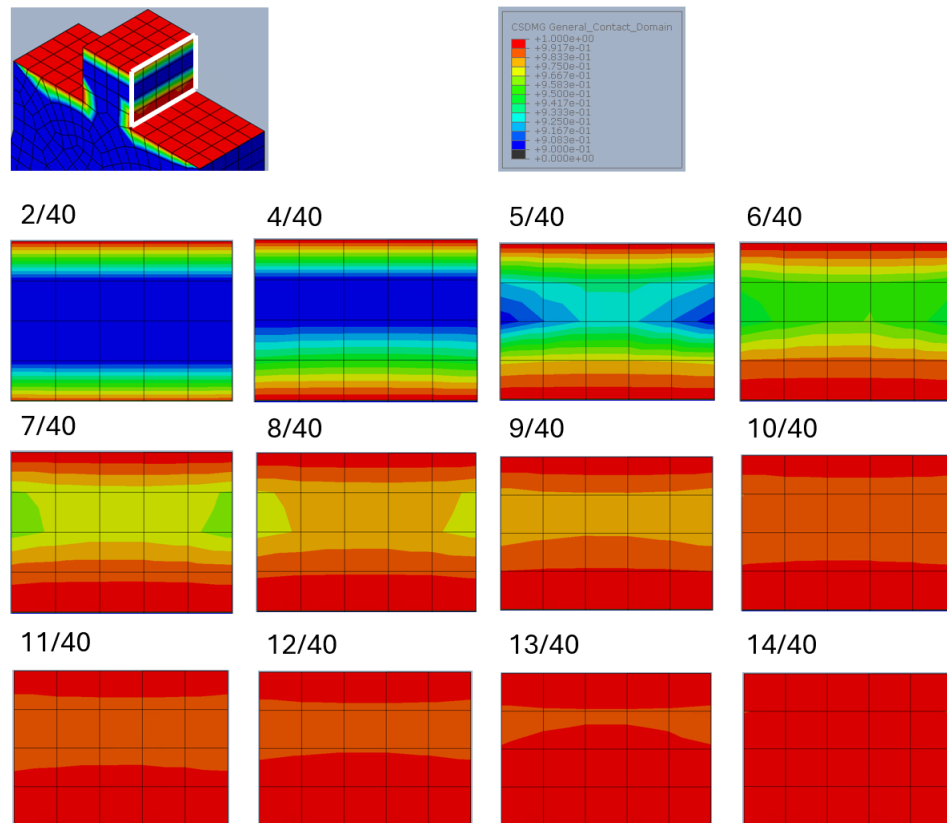 CSDMG General_Contact_Domain
+1.000e+00
+9.917e-01
+9.833e-01
+9.750e-01
+9.667e-01
+9.583e-01
+9.500e-01
+9.417e-01
+9.333e-01
+9.250e-01
+9.167e-01
+9.083e-01
+9.000e-01
+0.000e+00
2/40
4/40
5/40
6/40
7/40
8/40
9/40
10/40
11/40
12/40
13/40
14/40